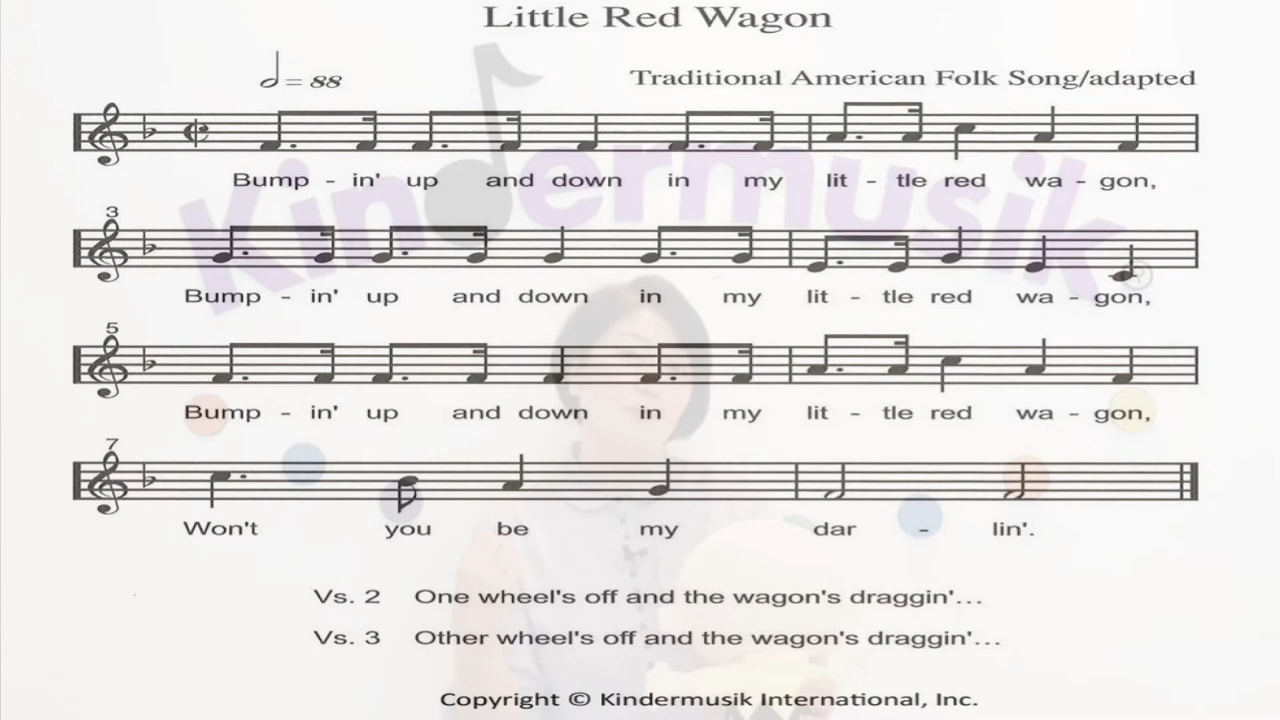 Little Red Wagon
= 88
Traditional American Folk Song/adapted
Bump - in' up and down in my lit - tle red wa - gon,
3
Bump - in' up and down in my lit - tle red wa - gon,
5
Bump - in' up and down in my lit - tle red wa - gon,
7
Won't you be my dar - lin'.
Vs. 2 One wheel's off and the wagon's draggin'...
Vs. 3 Other wheel's off and the wagon's draggin'...
Copyright © Kindermusik International, Inc.
Kindermusik®